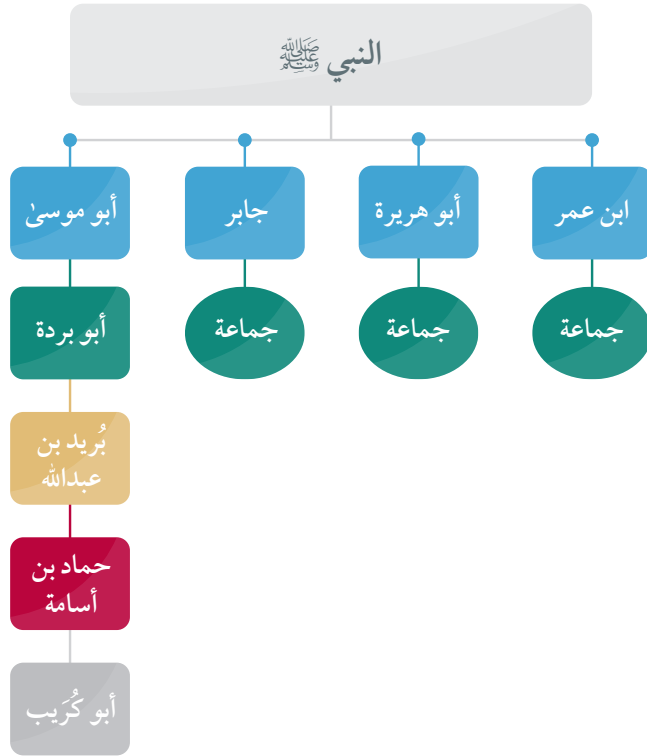 النبي ﷺ
ابن عمر
أبو هريرة
جابر
أبو موسىٰ
جماعة
جماعة
جماعة
أبو بردة
بُريد بن
عبدالله
حماد بن
أسامة
أبو كُرَيب